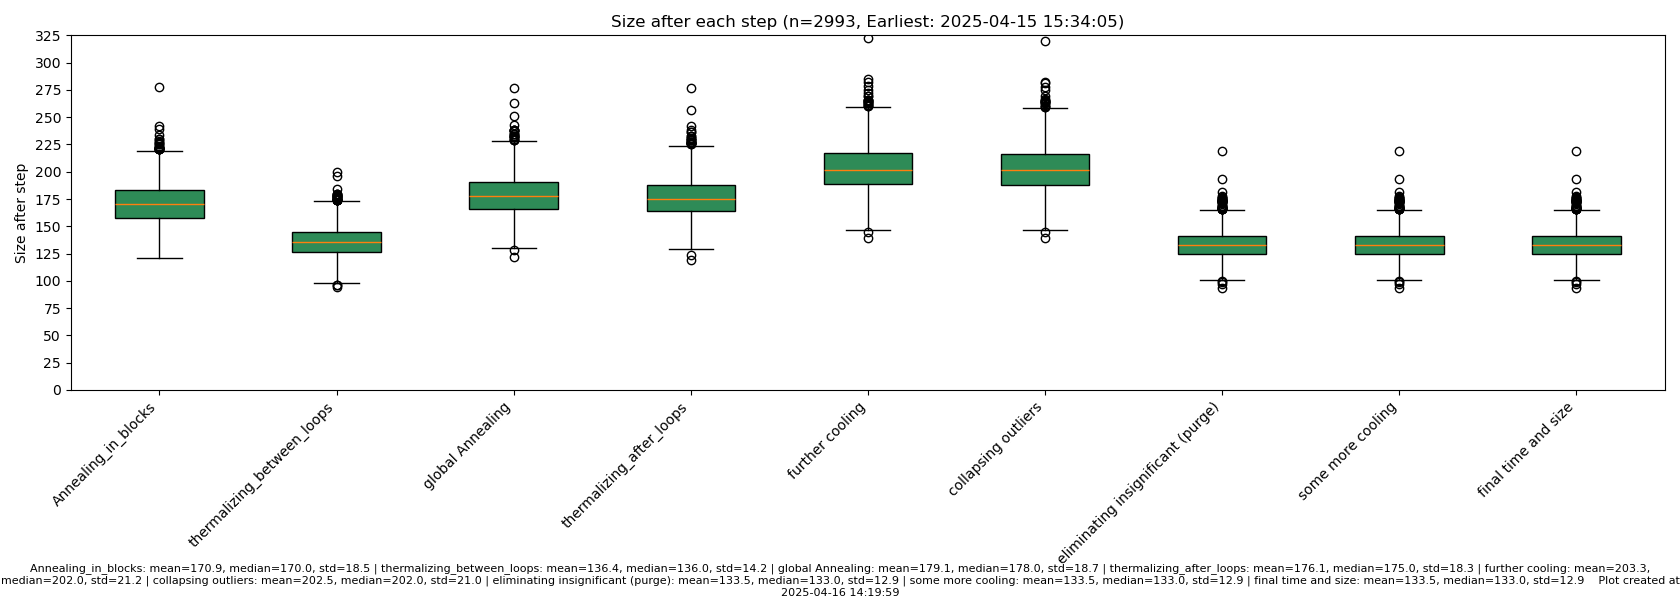 Size after each step (n=2993, Earliest: 2025-04-15 15:34:05)
325
300
275
250
225
200
175
150
125
100
75
50
25
0
Size after step
Annealing_in_blocks
thermalizing_between_loops
global Annealing
thermalizing_after_loops
further cooling
collapsing outliers
eliminating insignificant (purge)
some more cooling
final time and size
Annealing_in_blocks: mean=170.9, median=170.0, std=18.5 | thermalizing_between_loops: mean=136.4, median=136.0, std=14.2 | global Annealing: mean=179.1, median=178.0, std=18.7 | thermalizing_after_loops: mean=176.1, median=175.0, std=18.3 | further cooling: mean=203.3,
median=202.0, std=21.2 | collapsing outliers: mean=202.5, median=202.0, std=21.0 | eliminating insignificant (purge): mean=133.5, median=133.0, std=12.9 | some more cooling: mean=133.5, median=133.0, std=12.9 | final time and size: mean=133.5, median=133.0, std=12.9 Plot created at
2025-04-16 14:19:59